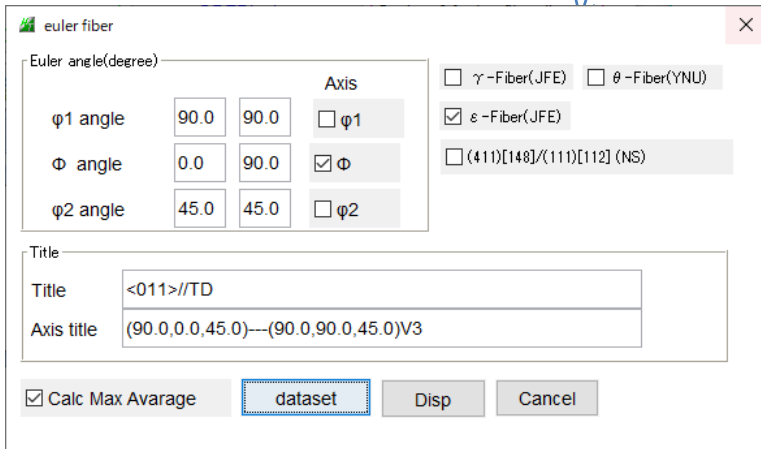 euler fiber
Euler angle(degree)
Axis
φ1 angle 90.0 90.0 φ1
Φ angle 0.0 90.0 Φ
φ2 angle 45.0 45.0 φ2
γ-Fiber(JFE) θ-Fiber(YNU)
ε-Fiber(JFE)
(411)[148]/(111)[112] (NS)
Title
Title <011>//TD
Axis title (90.0,0.0,45.0)---(90.0,90.0,45.0)V3
Calc Max Avarage dataset Disp Cancel